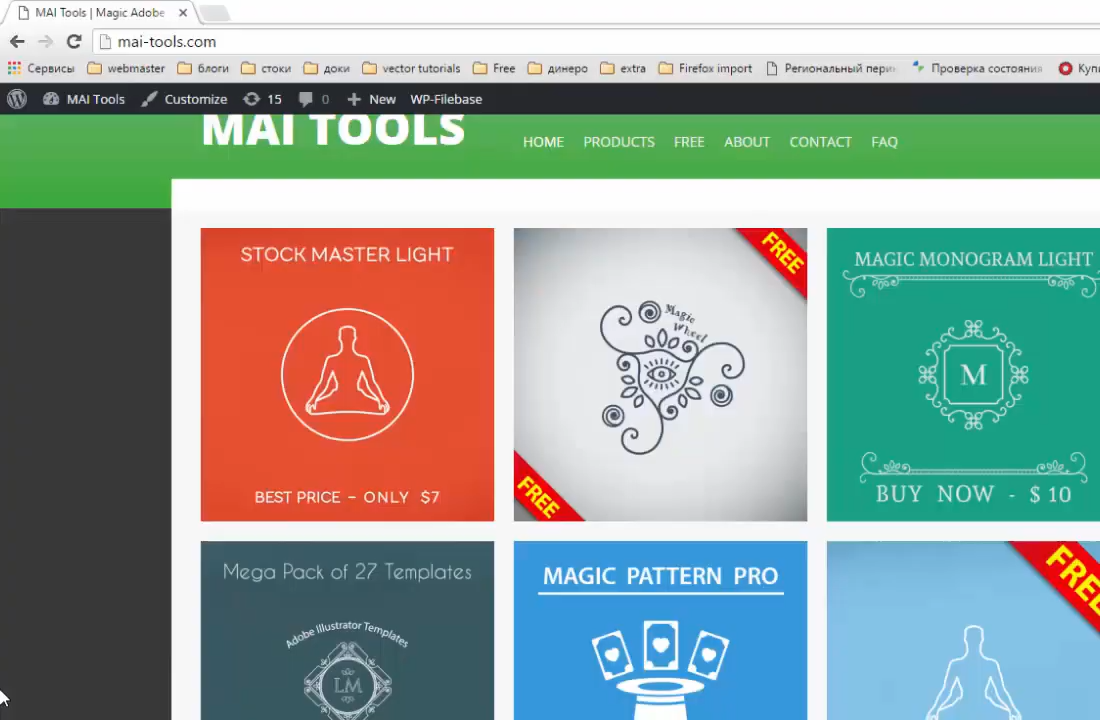 MAI Tools | Magic Adobe
mai-tools.com
Сервисы webmaster блоги стоки доки vector tutorials Free динеро extra Firefox import Региональный Проверка состояния
MAI Tools Customize 15 0 New WP-Filebase
MAI TOOLS
HOME PRODUCTS FREE ABOUT CONTACT FAQ
STOCK MASTER LIGHT
BEST PRICE - ONLY $7
FREE
Magic
Wheel
FREE
MAGIC MONOGRAM LIGHT
M
BUY NOW - $ 10
Mega Pack of 27 Templates
Adobe Illustrator Templates
LM
MAGIC PATTERN PRO
FREE